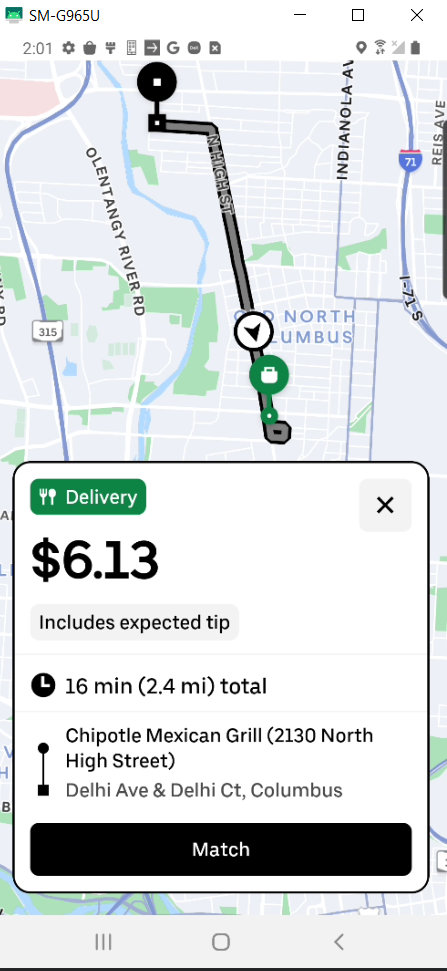 SM-G965U
2:01
INDIANOLA AV
REIS AVE
71
N HIGH ST
OLENTANGY RIVER RD
I-71 S
315
OLD NORTH
COLUMBUS
Delivery
$6.13
Includes expected tip
16 min (2.4 mi) total
Chipotle Mexican Grill (2130 North
High Street)
Delhi Ave & Delhi Ct, Columbus
Match